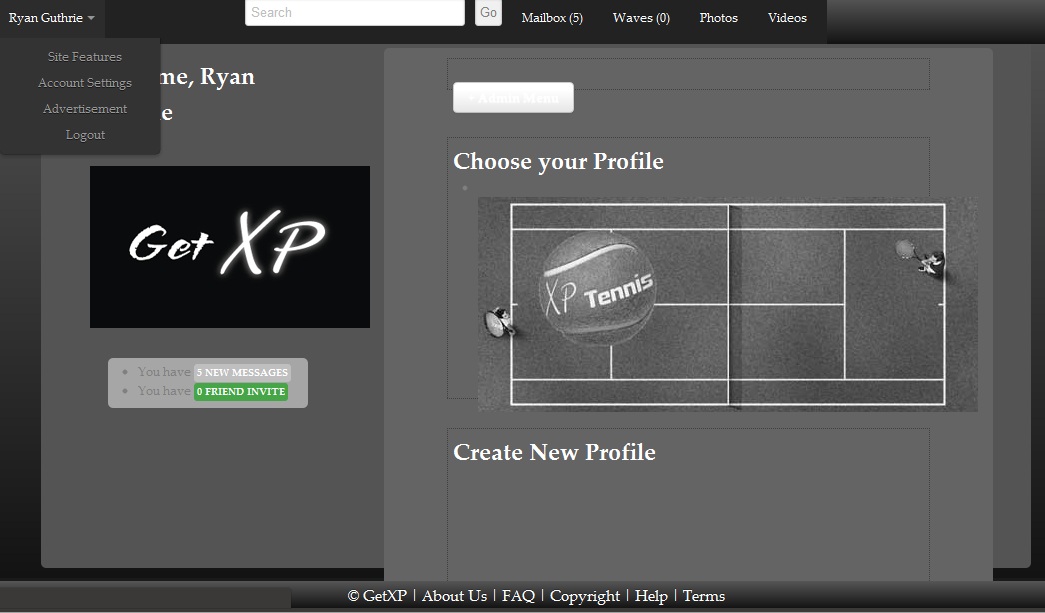 Ryan Guthrie
Search
Go
Mailbox (5)
Waves (0)
Photos
Videos
Site Features
Account Settings
Advertisement
Logout
me, Ryan
e
Get XP
You have 5 NEW MESSAGES
You have 0 FRIEND INVITE
Admin Menu
Choose your Profile
XP Tennis
Create New Profile
© GetXP | About Us | FAQ | Copyright | Help | Terms